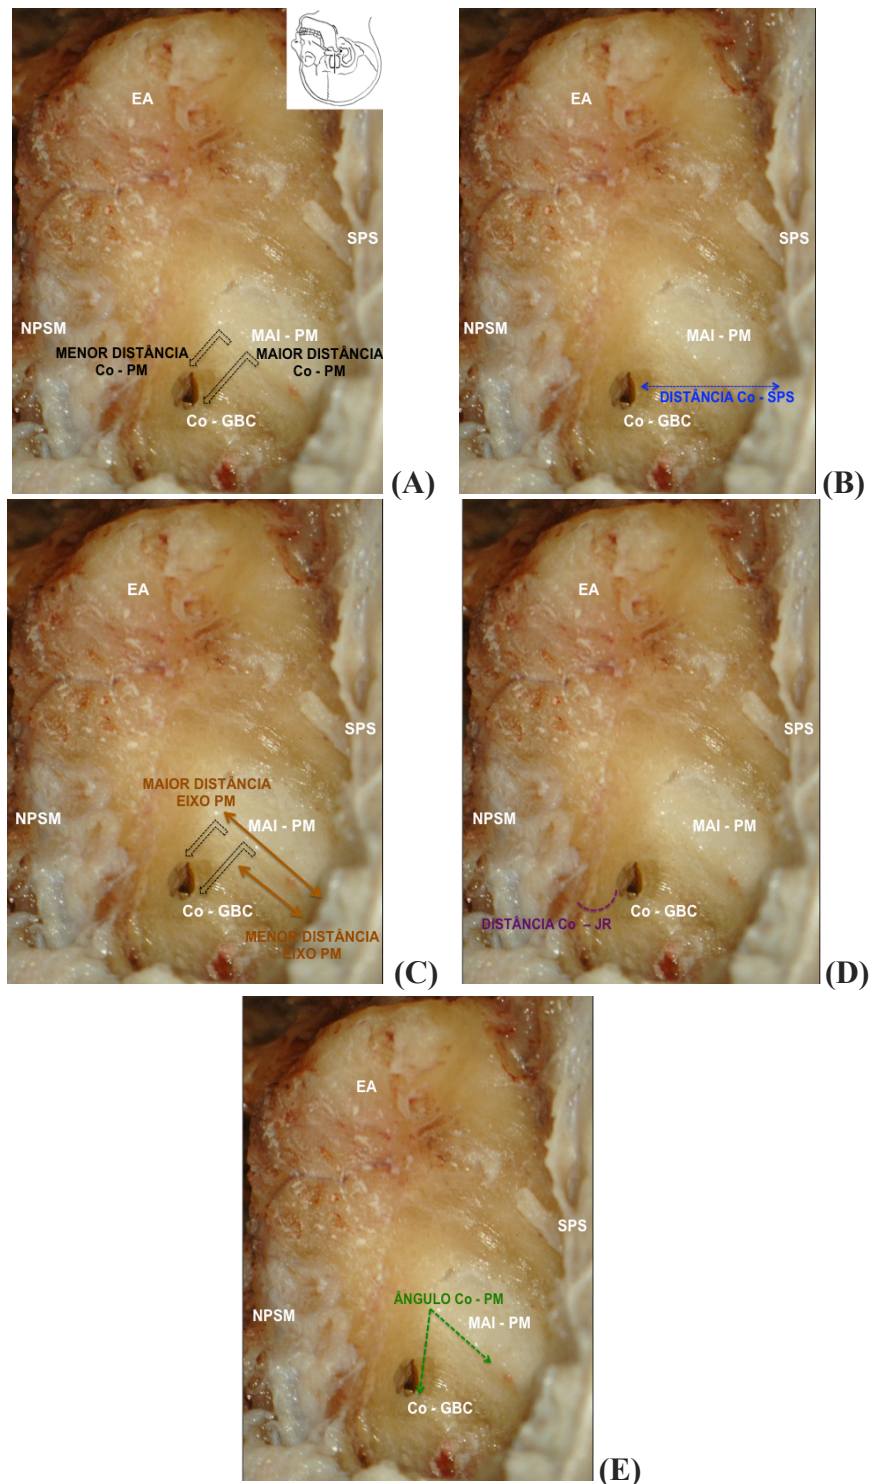 EA
SPS
NPSM
MAI - PM
MENOR DISTÂNCIA
Co - PM
MAIOR DISTÂNCIA
Co - PM
Co - GBC
(A)
EA
SPS
NPSM
MAI - PM
DISTÂNCIA Co - SPS
Co - GBC
(B)
EA
SPS
MAIOR DISTÂNCIA
EIXO PM
NPSM
MAI - PM
Co - GBC
MENOR DISTÂNCIA
EIXO PM
(C)
EA
SPS
NPSM
MAI - PM
Co - GBC
DISTÂNCIA Co – JR
(D)
EA
SPS
ÂNGULO Co - PM
NPSM
MAI - PM
Co - GBC
(E)